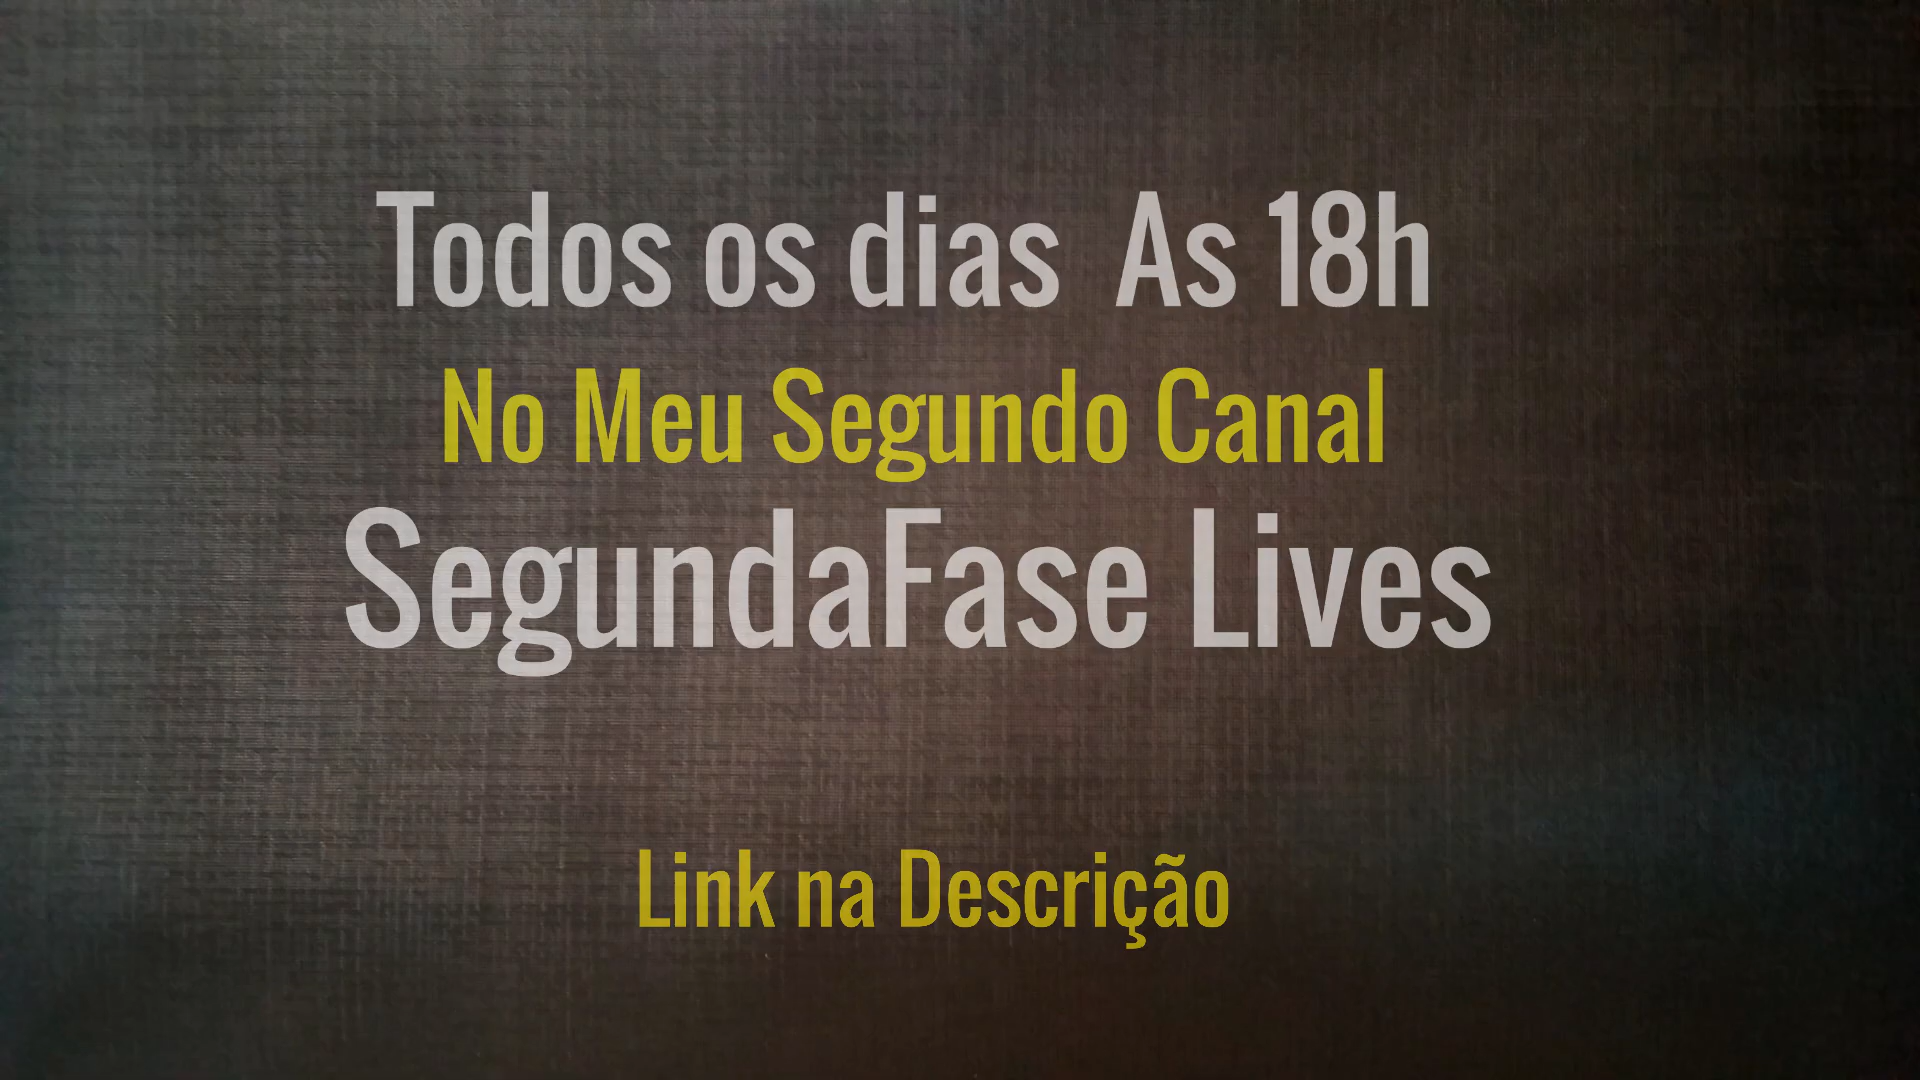 Todos os dias As 18h
No Meu Segundo Canal
SegundaFase Lives
Link na Descrição